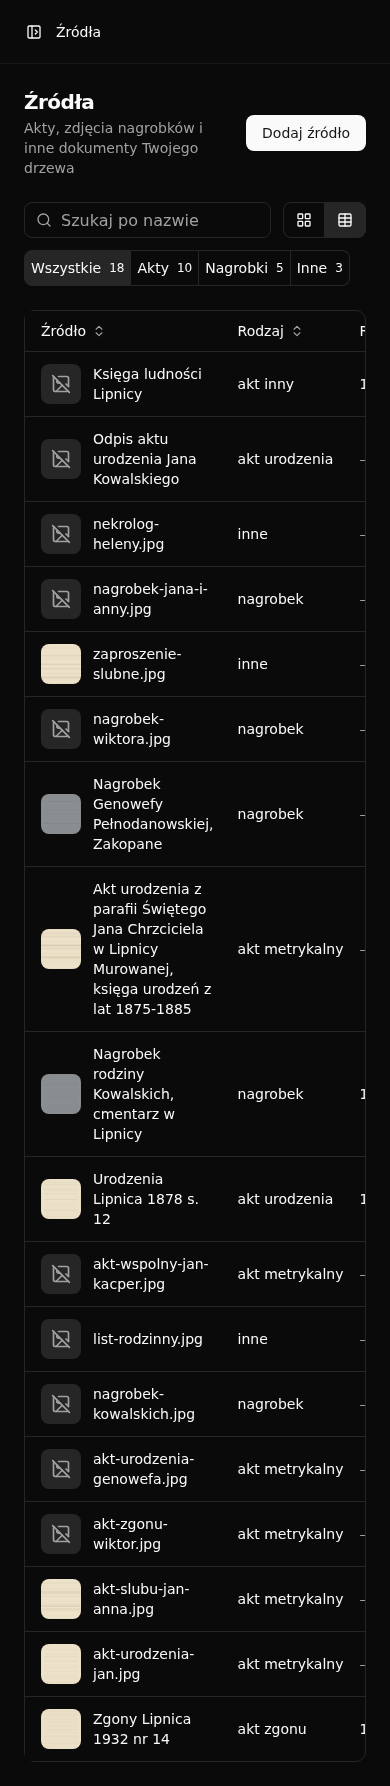 Źródła
Źródła
Akty, zdjęcia nagrobków i
inne dokumenty Twojego
drzewa
Dodaj źródło
Szukaj po nazwie
Wszystkie 18 Akty 10 Nagrobki 5 Inne 3
Źródło Rodzaj
Księga ludności
Lipnicy
akt inny
Odpis aktu
urodzenia Jana
Kowalskiego
akt urodzenia
nekrolog-
heleny.jpg
inne
nagrobek-jana-i-
anny.jpg
nagrobek
zaproszenie-
slubne.jpg
inne
nagrobek-
wiktora.jpg
nagrobek
Nagrobek
Genowefy
Pełnodanowskiej,
Zakopane
nagrobek
Akt urodzenia z
parafii Świętego
Jana Chrzciciela
w Lipnicy
Murowanej,
księga urodzeń z
lat 1875-1885
akt metrykalny
Nagrobek
rodziny
Kowalskich,
cmentarz w
Lipnicy
nagrobek
Urodzenia
Lipnica 1878 s.
12
akt urodzenia
akt-wspolny-jan-
kacper.jpg
akt metrykalny
list-rodzinny.jpg
inne
nagrobek-
kowalskich.jpg
nagrobek
akt-urodzenia-
genowefa.jpg
akt metrykalny
akt-zgonu-
wiktor.jpg
akt metrykalny
akt-slubu-jan-
anna.jpg
akt metrykalny
akt-urodzenia-
jan.jpg
akt metrykalny
Zgony Lipnica
1932 nr 14
akt zgonu